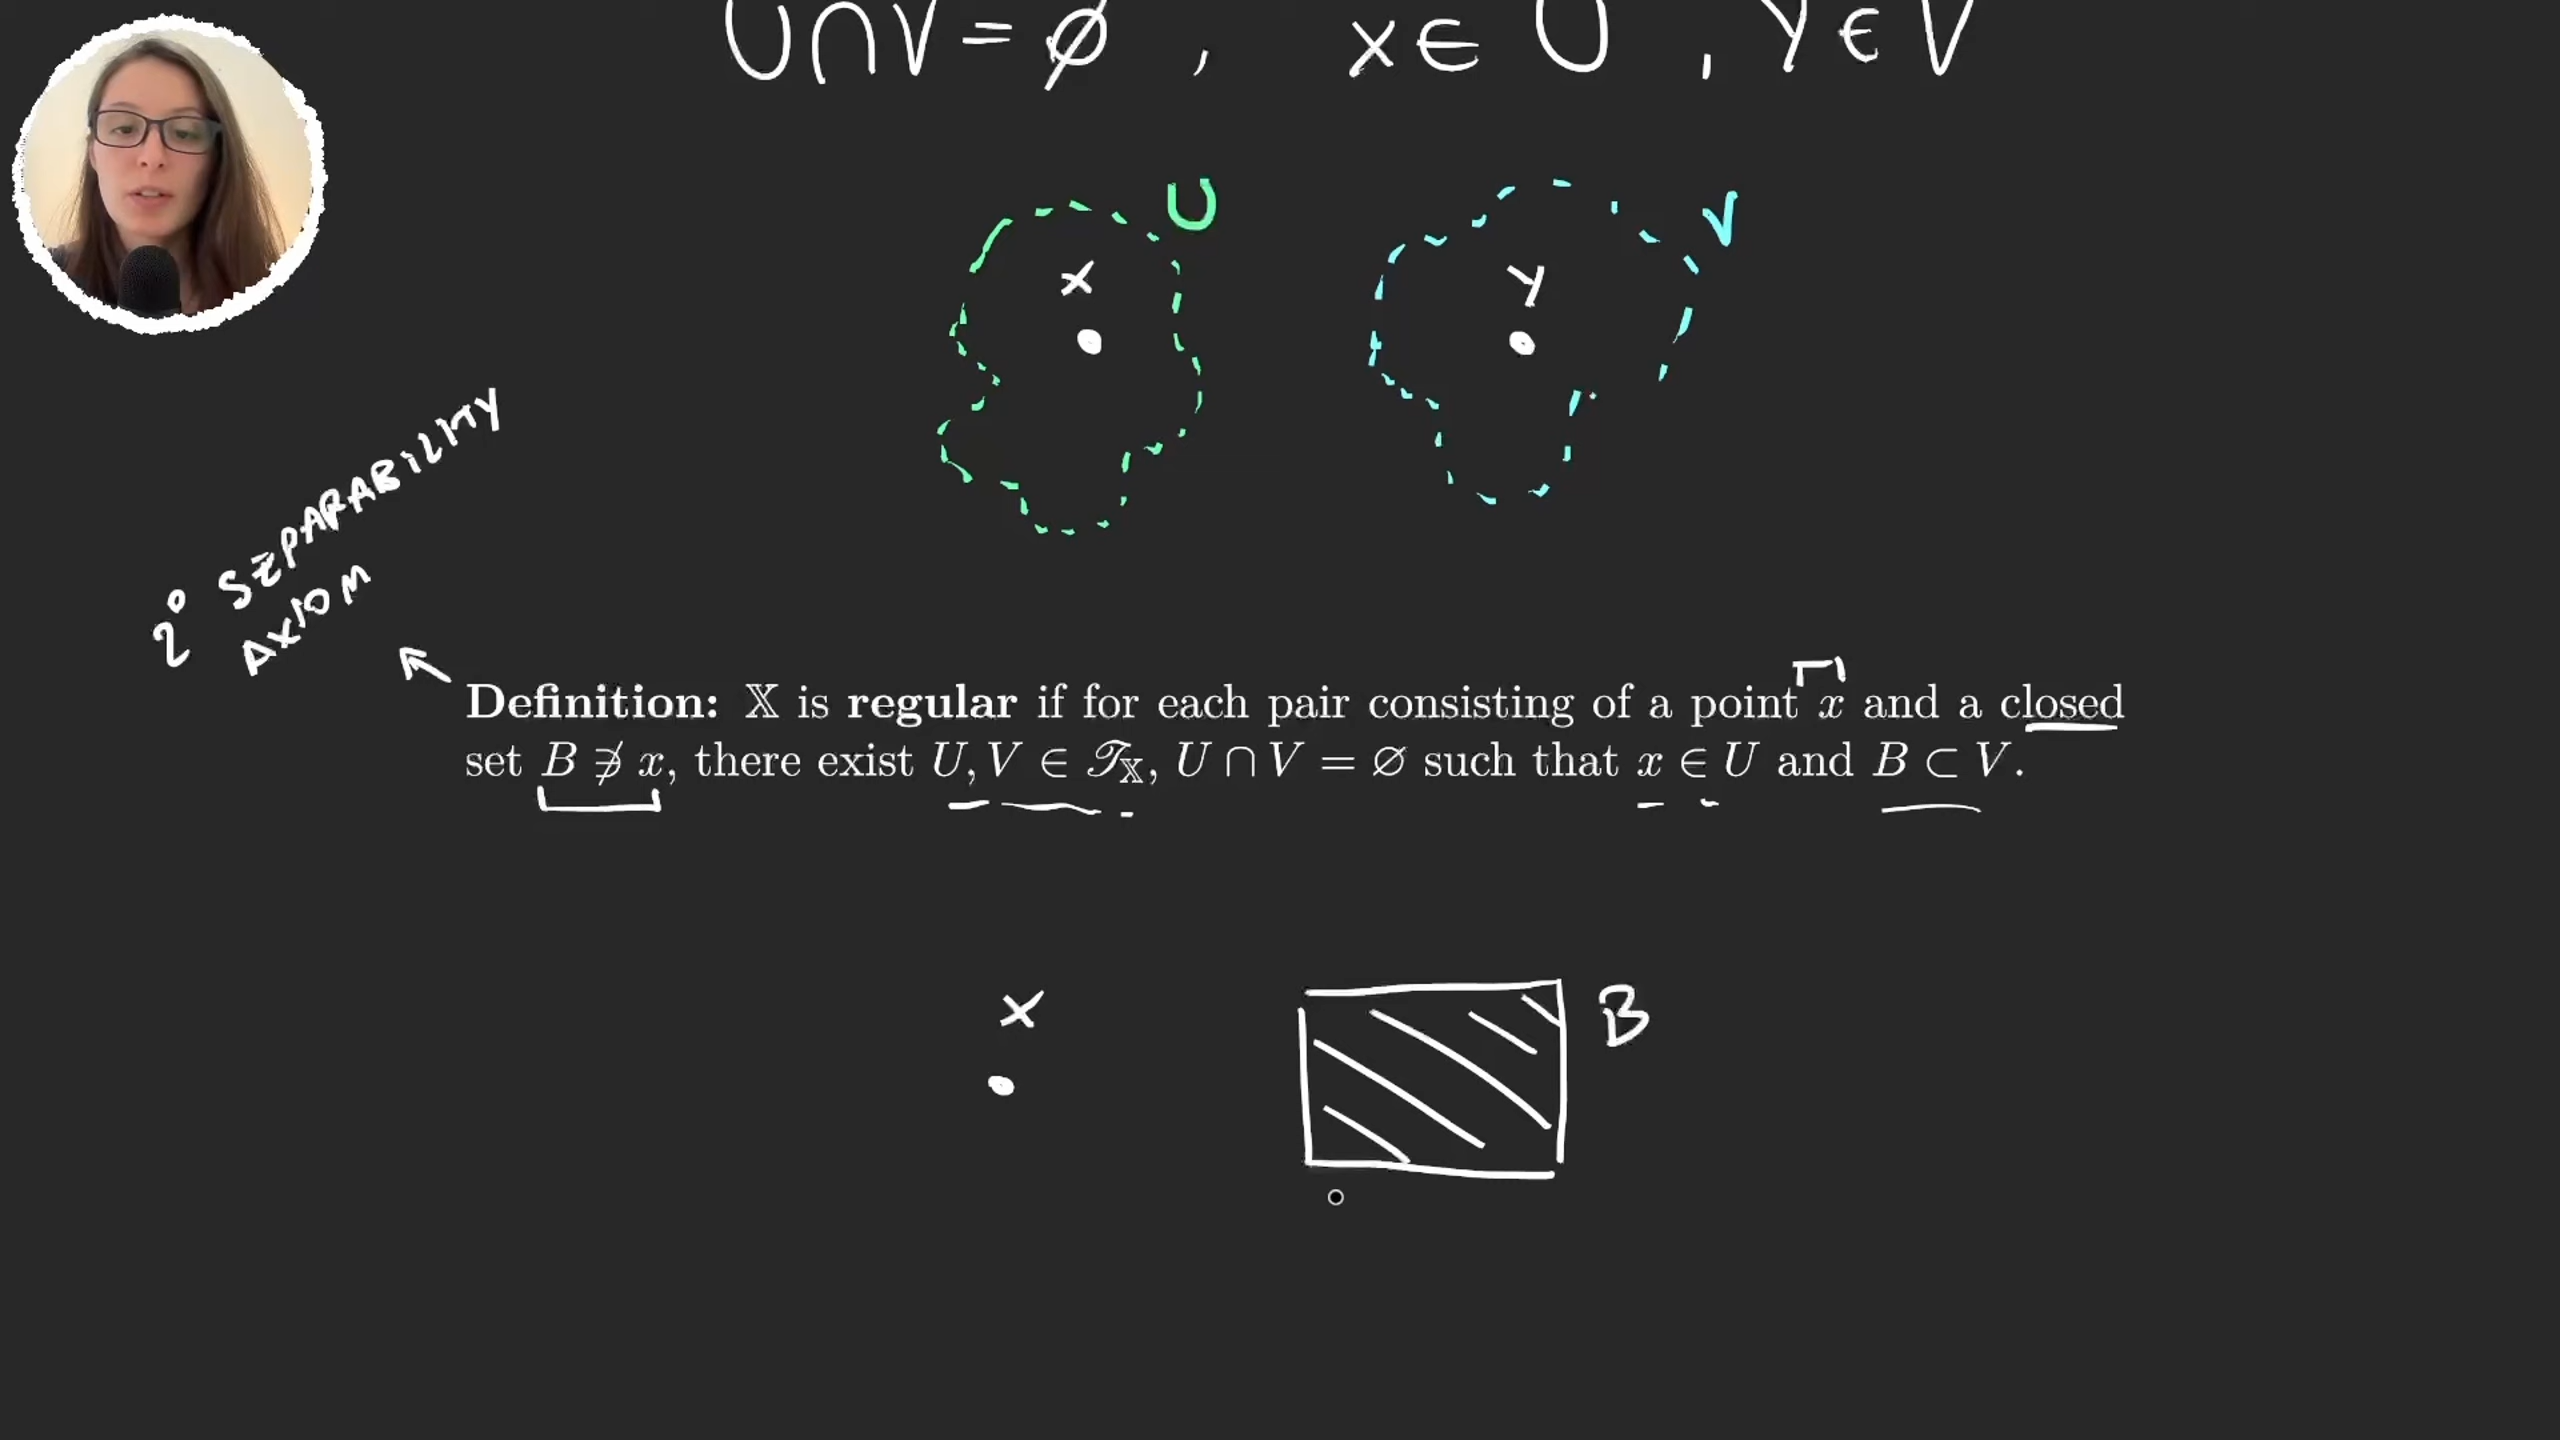 U∩V = ∅ , x ∈ U , y ∈ V
U
V
x
y
2° SEPARABILITY
AXIOM
Definition: 𝕏 is regular if for each pair consisting of a point x and a closed
set B ∌ x, there exist U, V ∈ 𝒯_𝕏, U ∩ V = ∅ such that x ∈ U and B ⊂ V.
x
B